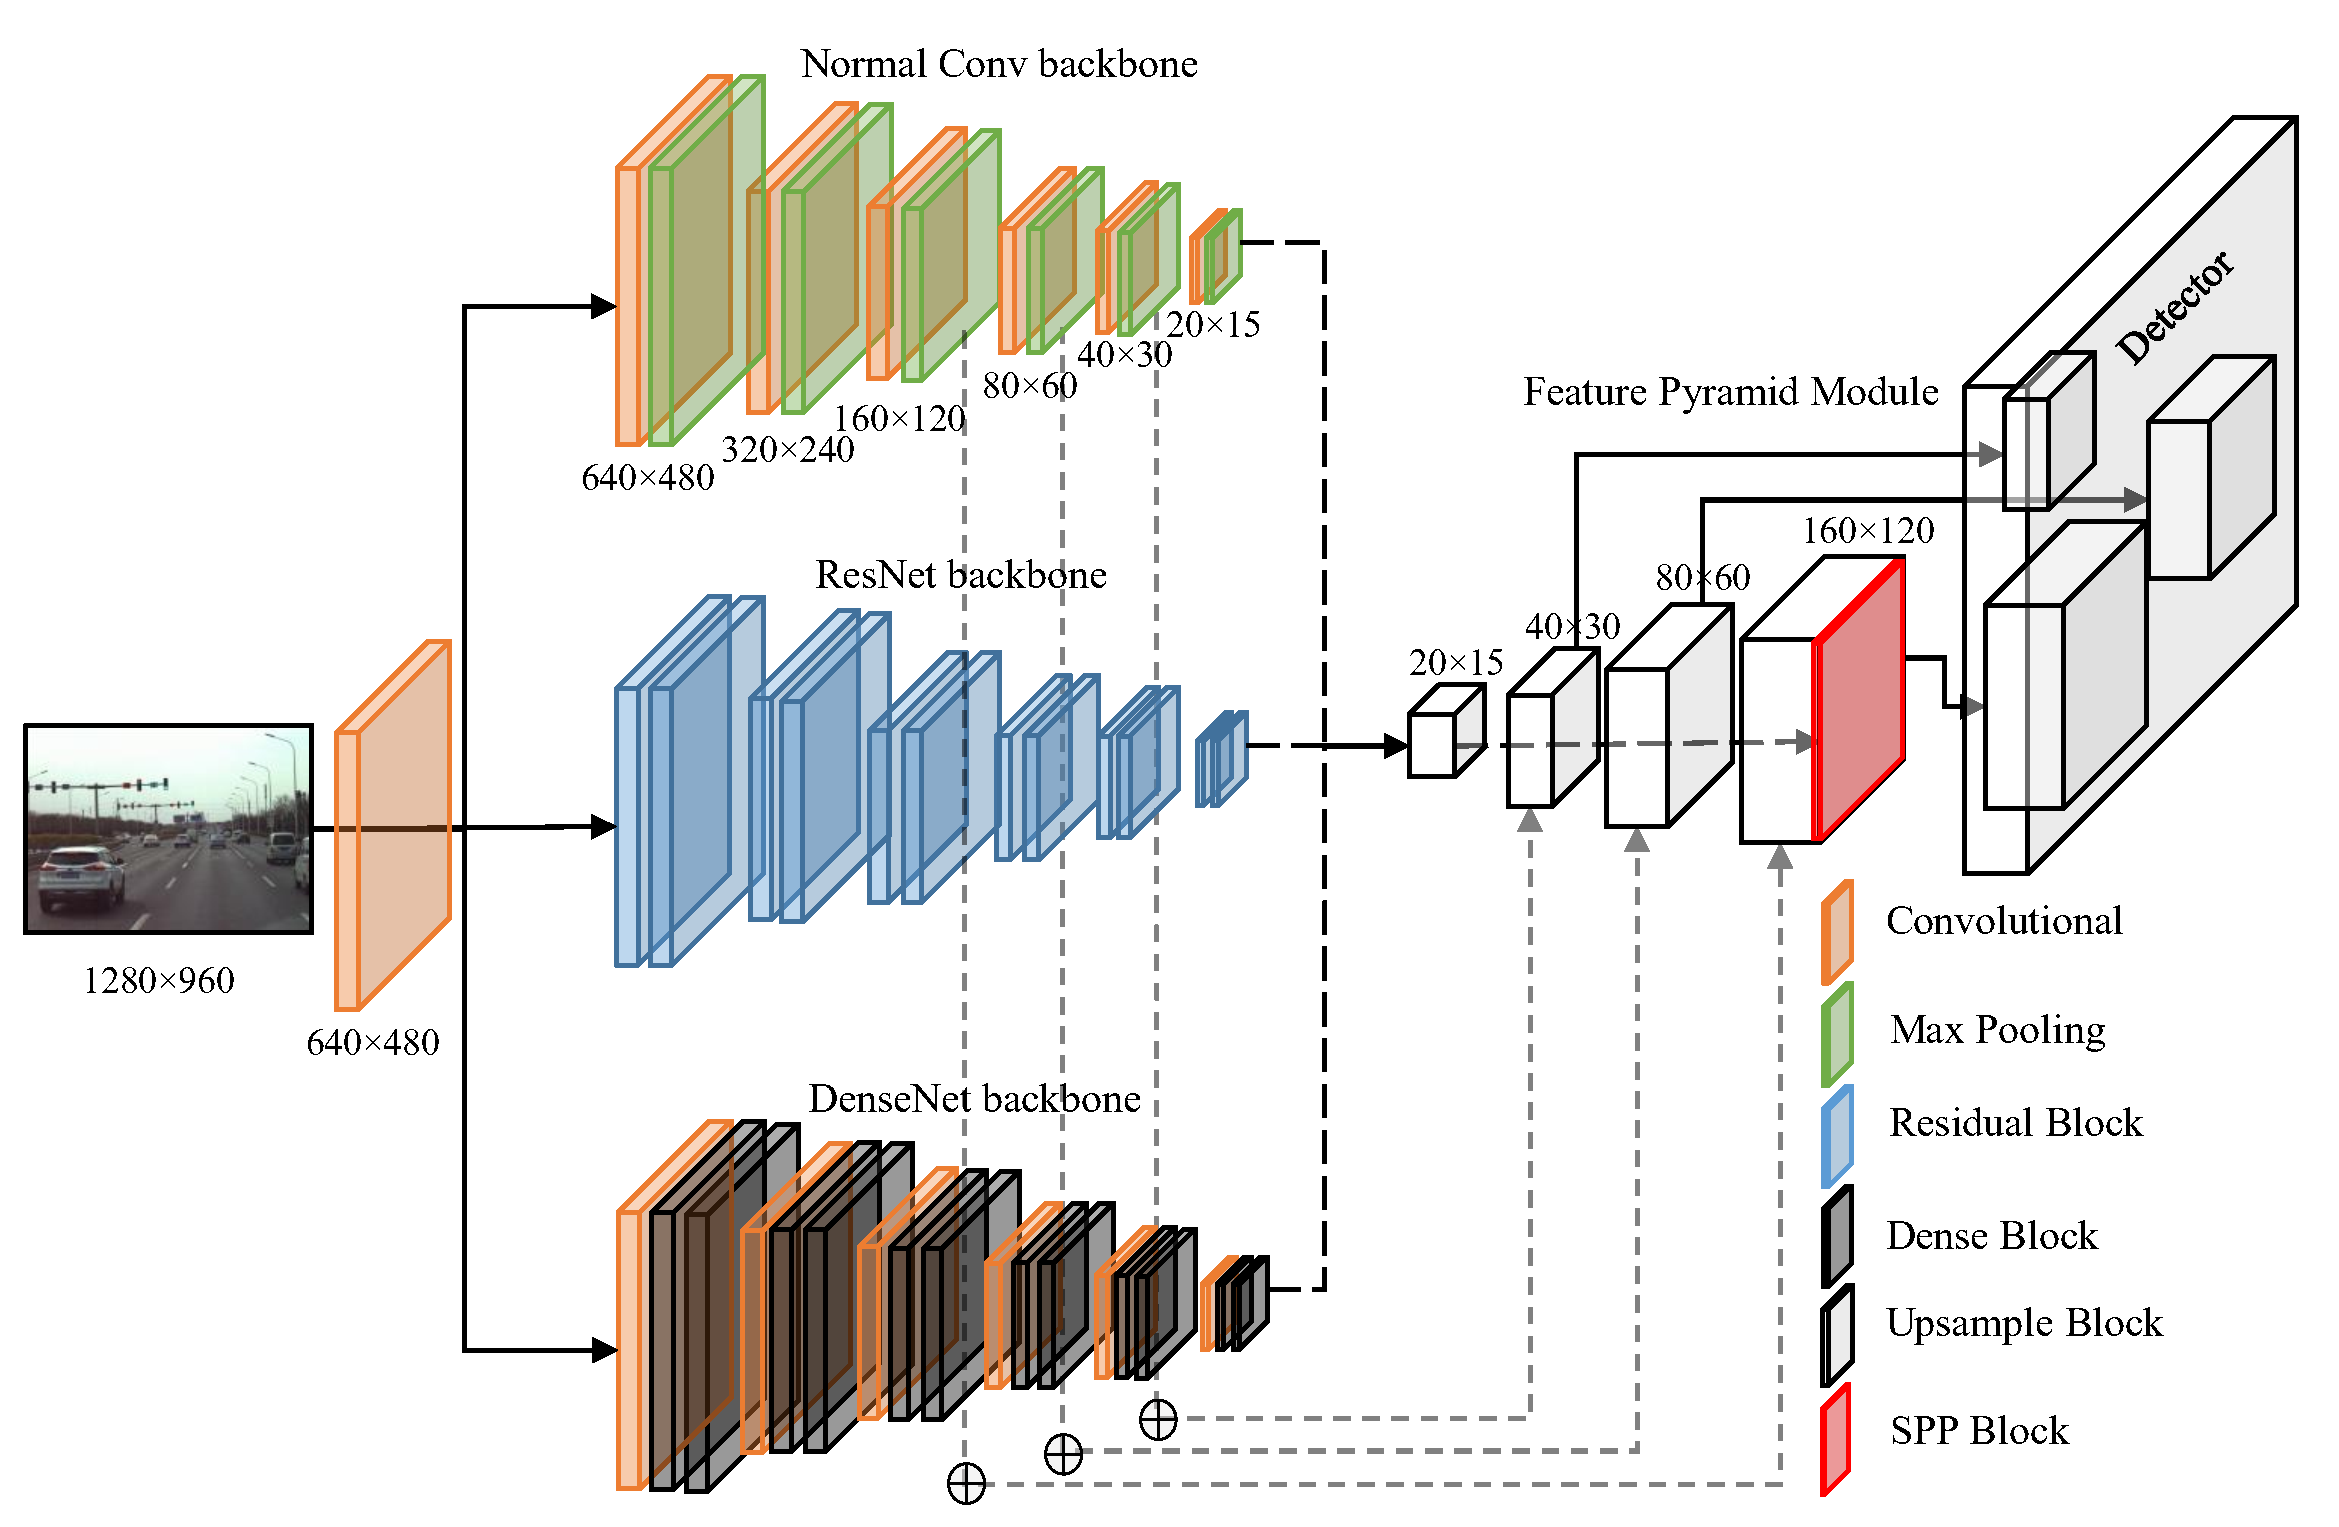 Normal Conv backbone
640×480
320×240
160×120
80×60
40×30
20×15
ResNet backbone
DenseNet backbone
1280×960
640×480
Feature Pyramid Module
20×15
40×30
80×60
160×120
Detector
Convolutional
Max Pooling
Residual Block
Dense Block
Upsample Block
SPP Block